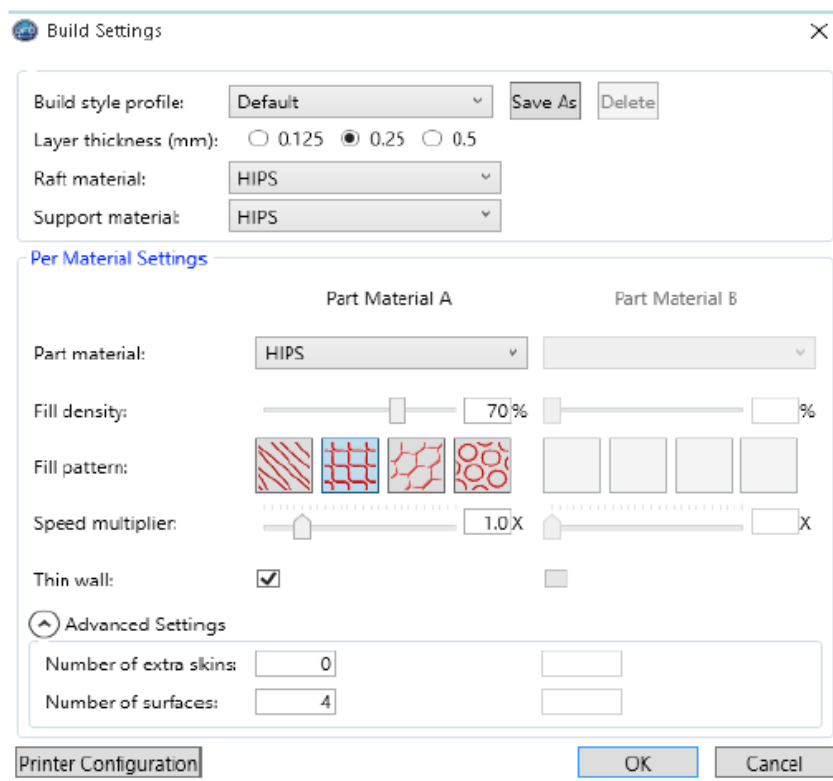 Build Settings
Build style profile: Default Save As Delete
Layer thickness (mm): 0.125 0.25 0.5
Raft material: HIPS
Support material: HIPS
Per Material Settings
Part Material A Part Material B
Part material: HIPS
Fill density: 70% %
Fill pattern:
Speed multiplier: 1.0X X
Thin wall:
Advanced Settings
Number of extra skins: 0
Number of surfaces: 4
Printer Configuration OK Cancel